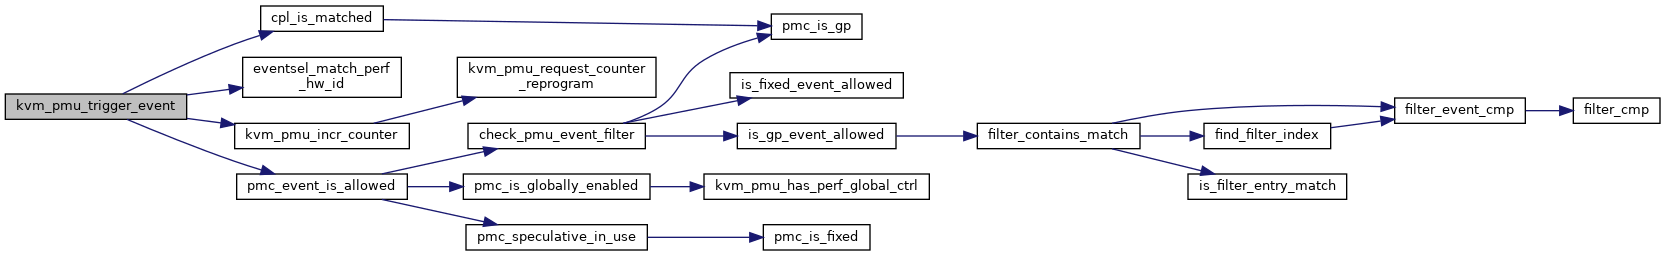 kvm_pmu_trigger_event
cpl_is_matched
eventsel_match_perf
_hw_id
kvm_pmu_incr_counter
pmc_event_is_allowed
kvm_pmu_request_counter
_reprogram
check_pmu_event_filter
pmc_is_globally_enabled
pmc_speculative_in_use
pmc_is_gp
is_fixed_event_allowed
is_gp_event_allowed
kvm_pmu_has_perf_global_ctrl
pmc_is_fixed
filter_contains_match
find_filter_index
is_filter_entry_match
filter_event_cmp
filter_cmp